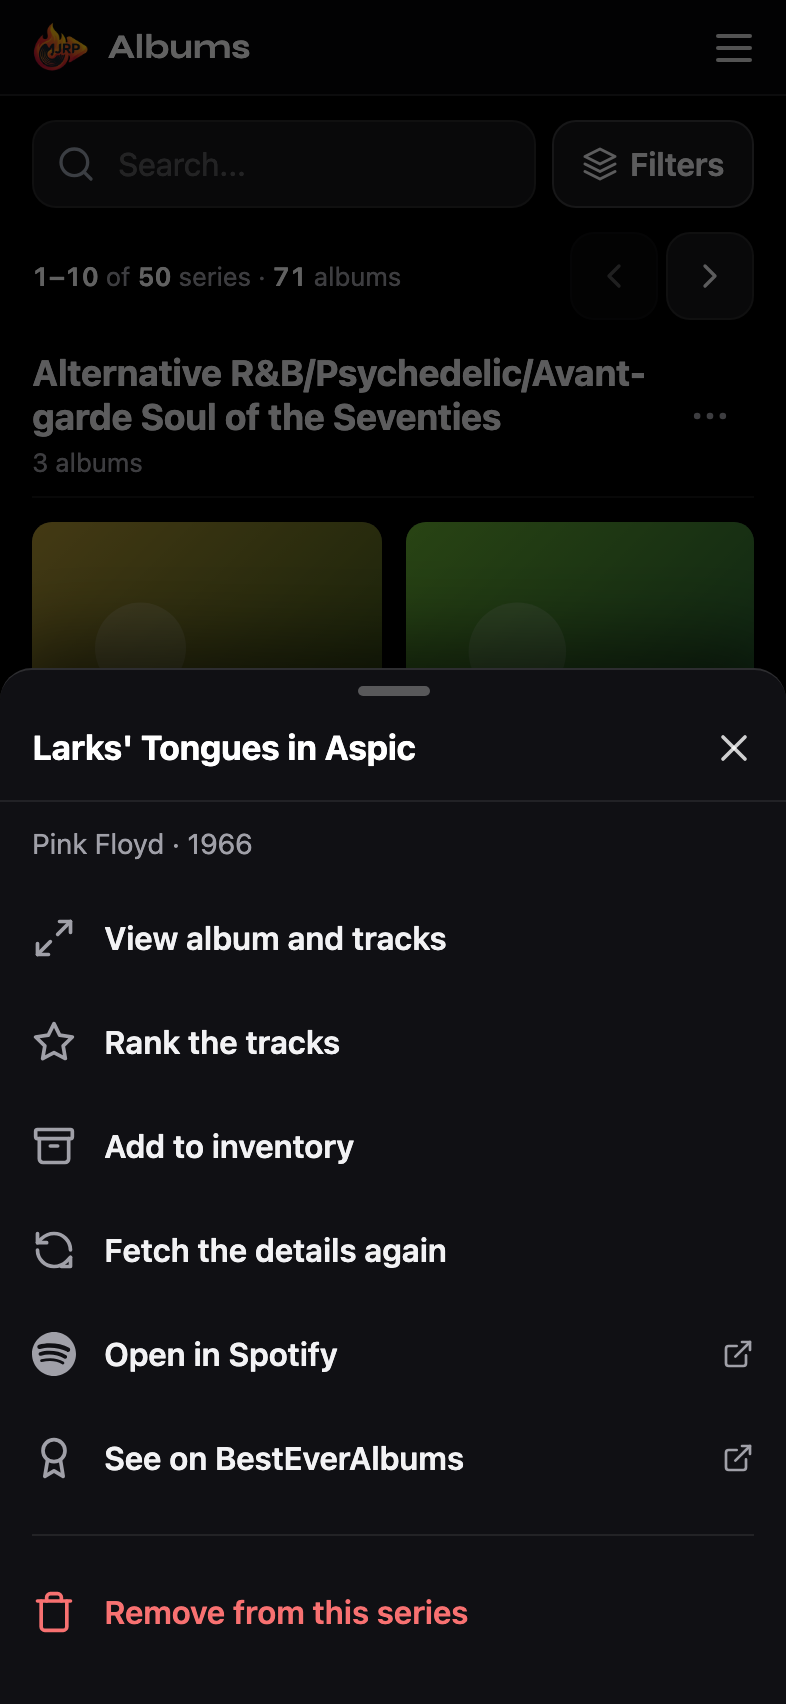 MJRP
Albums
Search...
Filters
1–10 of 50 series · 71 albums
Alternative R&B/Psychedelic/Avant-
garde Soul of the Seventies
3 albums
Larks' Tongues in Aspic
Pink Floyd · 1966
View album and tracks
Rank the tracks
Add to inventory
Fetch the details again
Open in Spotify
See on BestEverAlbums
Remove from this series